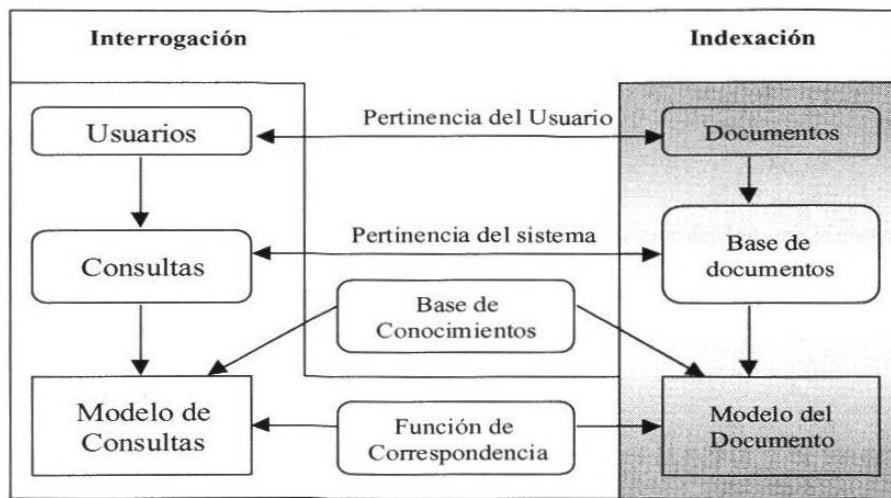 Interrogación
Indexación
Usuarios
Pertinencia del Usuario
Documentos
Consultas
Pertinencia del sistema
Base de
documentos
Base de
Conocimientos
Modelo de
Consultas
Función de
Correspondencia
Modelo del
Documento